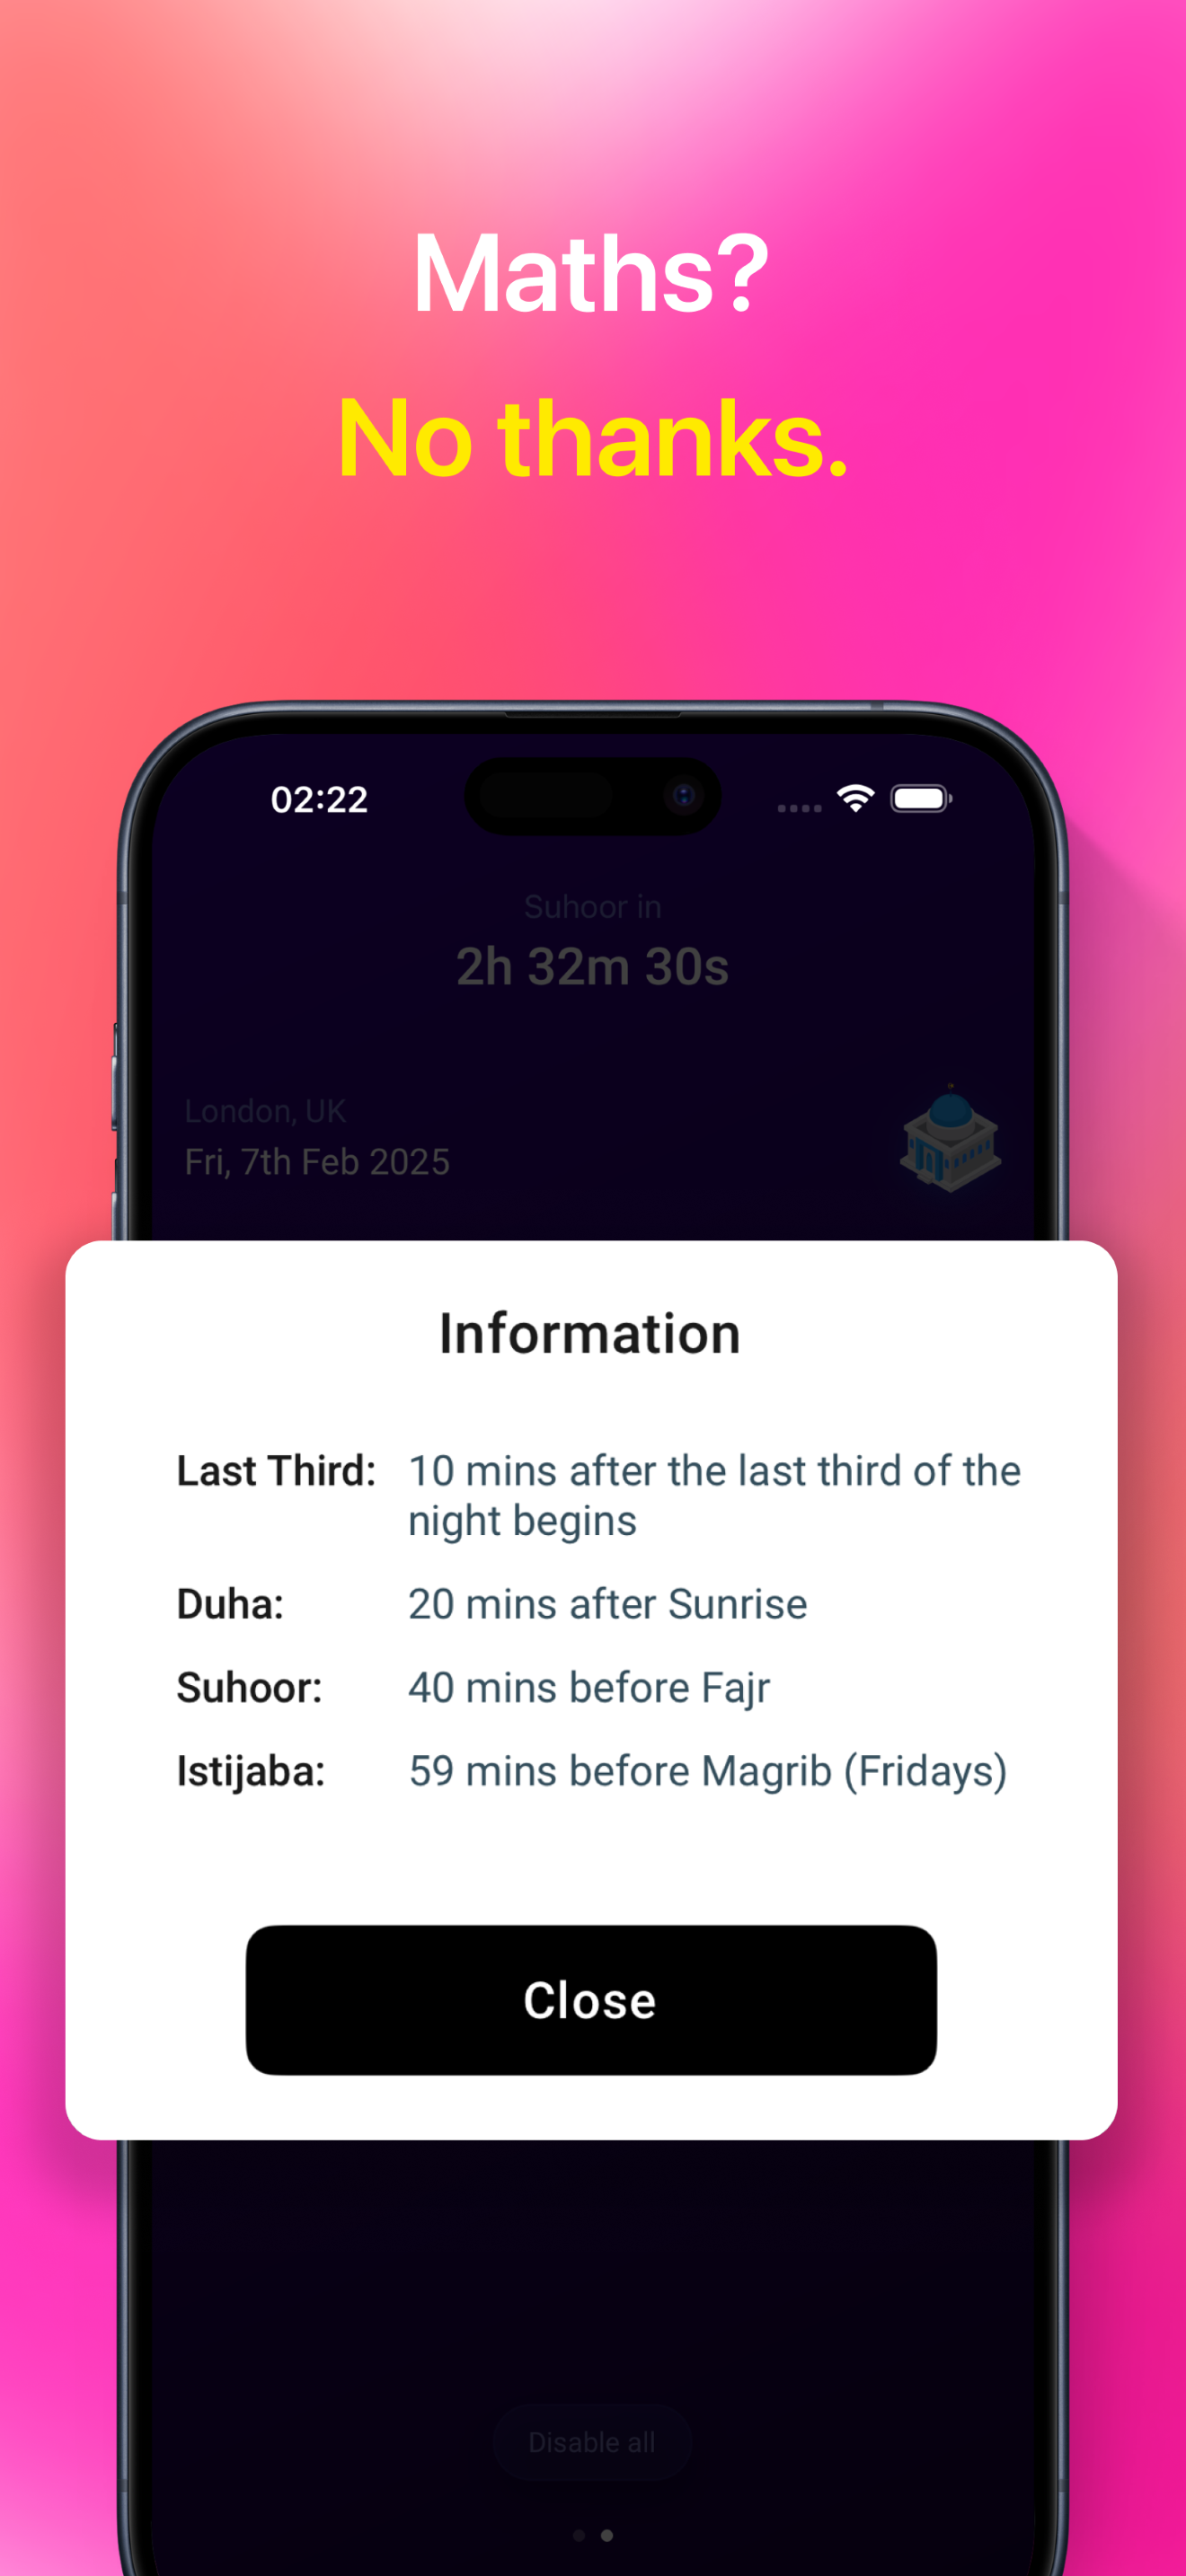 Maths?
No thanks.
02:22
Suhoor in
2h 32m 30s
London, UK
Fri, 7th Feb 2025
Information
Last Third: 10 mins after the last third of the
night begins
Duha: 20 mins after Sunrise
Suhoor: 40 mins before Fajr
Istijaba: 59 mins before Magrib (Fridays)
Close
Disable all